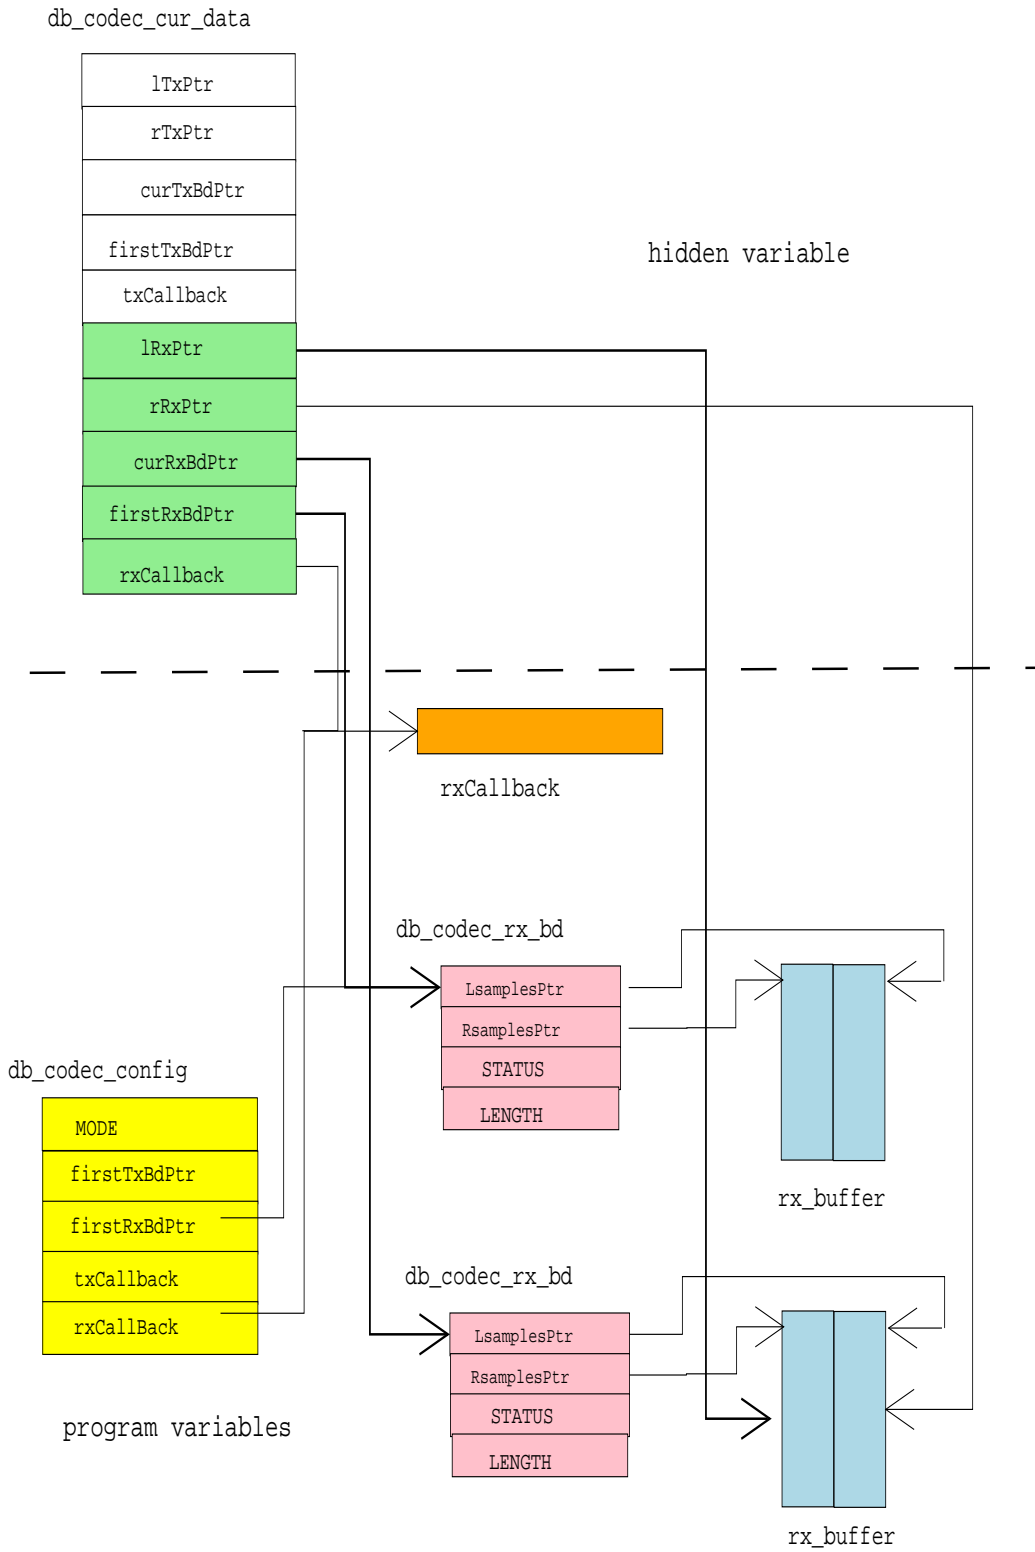 db_codec_cur_data
lTxPtr
rTxPtr
curTxBdPtr
firstTxBdPtr
hidden variable
txCallback
lRxPtr
rRxPtr
curRxBdPtr
firstRxBdPtr
rxCallback
rxCallback
db_codec_rx_bd
LsamplesPtr
RsamplesPtr
STATUS
LENGTH
rx_buffer
db_codec_config
MODE
firstTxBdPtr
firstRxBdPtr
txCallback
rxCallBack
program variables
db_codec_rx_bd
LsamplesPtr
RsamplesPtr
STATUS
LENGTH
rx_buffer